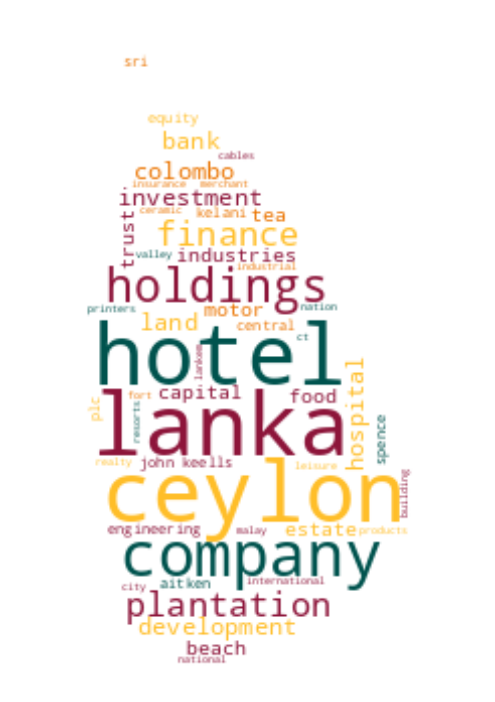 sri
equity
bank
cables
colombo
insurance merchant
investment
ceramic kelani tea
trust
finance
valley industries
industrial
holdings
printers motor nation
land central
ct
hotel
lankem
hospital
capital food
fort
plc
resorts
lanka
spence
realty john keells leisure
building
ceylon
engineering malay estate products
company
city aitken international
plantation
development
beach
national